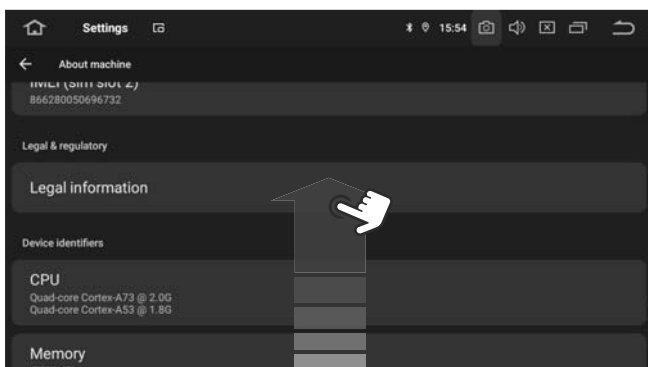 Settings
15:54
About machine
IMEI (sim slot 2)
866280050696732
Legal & regulatory
Legal information
Device identifiers
CPU
Quad-core Cortex-A73 @ 2.0G
Quad-core Cortex-A53 @ 1.8G
Memory